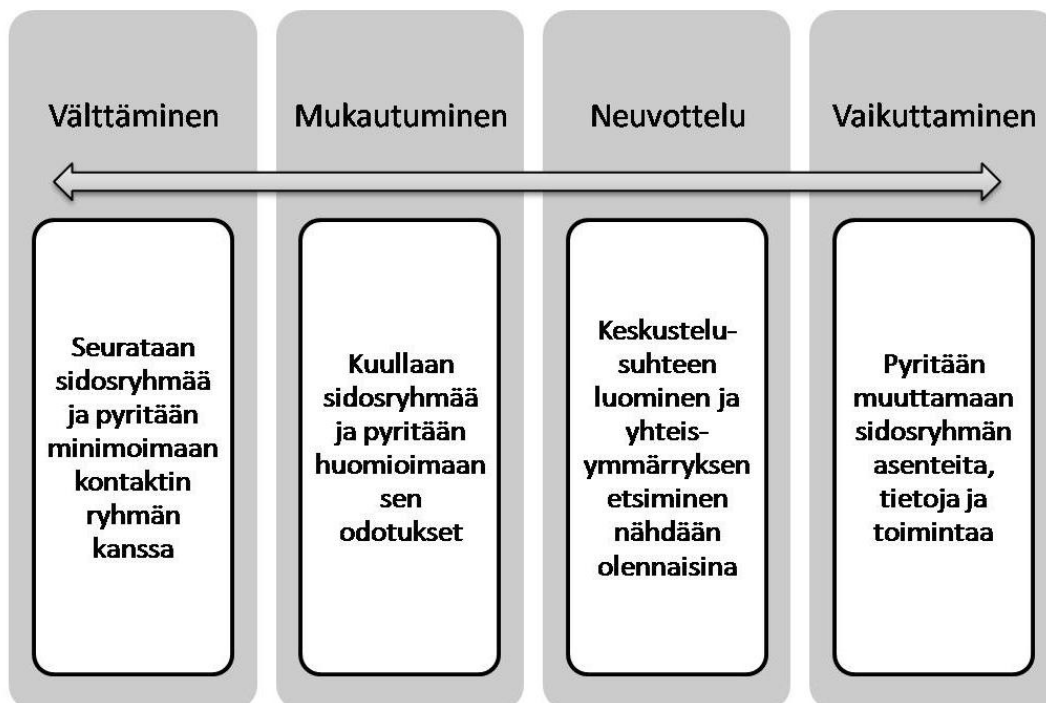 Välttäminen
Mukautuminen
Neuvottelu
Vaikuttaminen
Seurataan
sidosryhmää
ja pyritään
minimoimaan
kontaktin
ryhmän
kanssa
Kuullaan
sidosryhmää
ja pyritään
huomioimaan
sen
odotukset
Keskustelu-
suhteen
luominen ja
yhteis-
ymmärryksen
etsiminen
nähdään
olennaisina
Pyritään
muuttamaan
sidosryhmän
asenteita,
tietoja ja
toimintaa